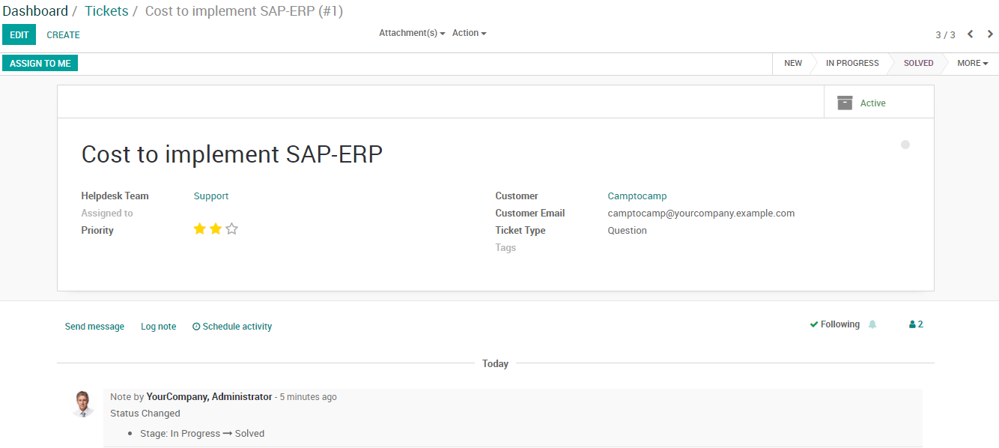 Dashboard / Tickets / Cost to implement SAP-ERP (#1)
EDIT CREATE Attachment(s) Action 3 / 3
ASSIGN TO ME NEW IN PROGRESS SOLVED MORE
Active
Cost to implement SAP-ERP
Helpdesk Team Support Customer Camptocamp
Assigned to Customer Email camptocamp@yourcompany.example.com
Priority Ticket Type Question
Tags
Send message Log note Schedule activity Following 2
Today
Note by YourCompany, Administrator - 5 minutes ago
Status Changed
• Stage: In Progress → Solved